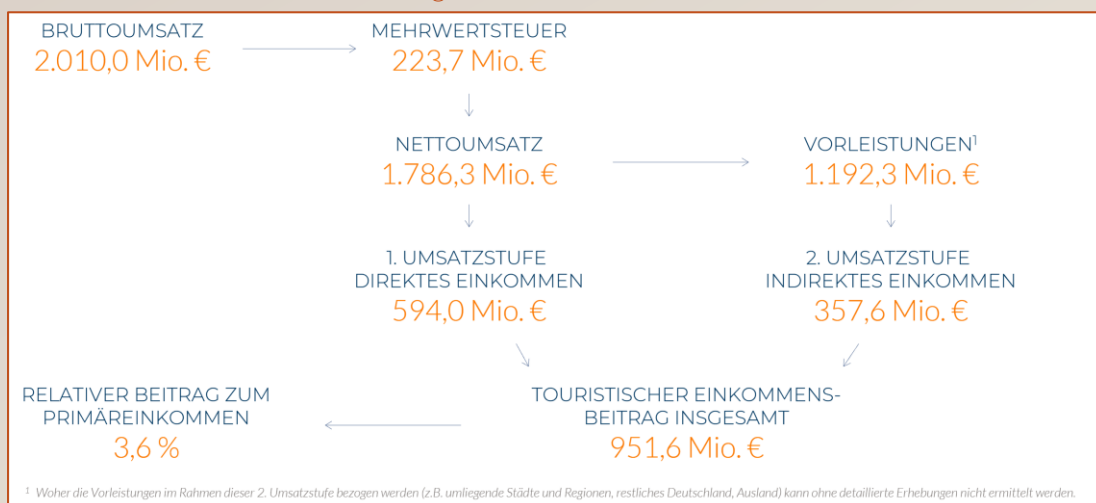 BRUTTOUMSATZ
2.010,0 Mio. €
MEHRWERTSTEUER
223,7 Mio. €
NETTOUMSATZ
1.786,3 Mio. €
VORLEISTUNGEN¹
1.192,3 Mio. €
1. UMSATZSTUFE
DIREKTES EINKOMMEN
594,0 Mio. €
2. UMSATZSTUFE
INDIREKTES EINKOMMEN
357,6 Mio. €
RELATIVER BEITRAG ZUM
PRIMÄREINKOMMEN
3,6 %
TOURISTISCHER EINKOMMENS-
BEITRAG INSGESAMT
951,6 Mio. €
¹ Woher die Vorleistungen im Rahmen dieser 2. Umsatzstufe bezogen werden (z.B. umliegende Städte und Regionen, restliches Deutschland, Ausland) kann ohne detaillierte Erhebungen nicht ermittelt werden.